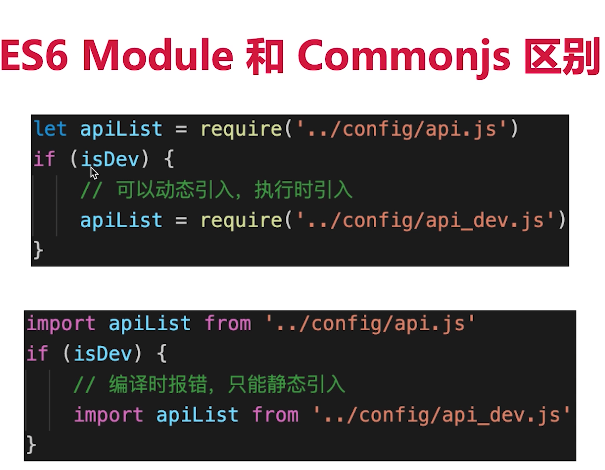 ES6 Module 和 Commonjs 区别
let apiList = require('../config/api.js')
if (isDev) {
// 可以动态引入，执行时引入
apiList = require('../config/api_dev.js')
}
import apiList from '../config/api.js'
if (isDev) {
// 编译时报错，只能静态引入
import apiList from '../config/api_dev.js'
}